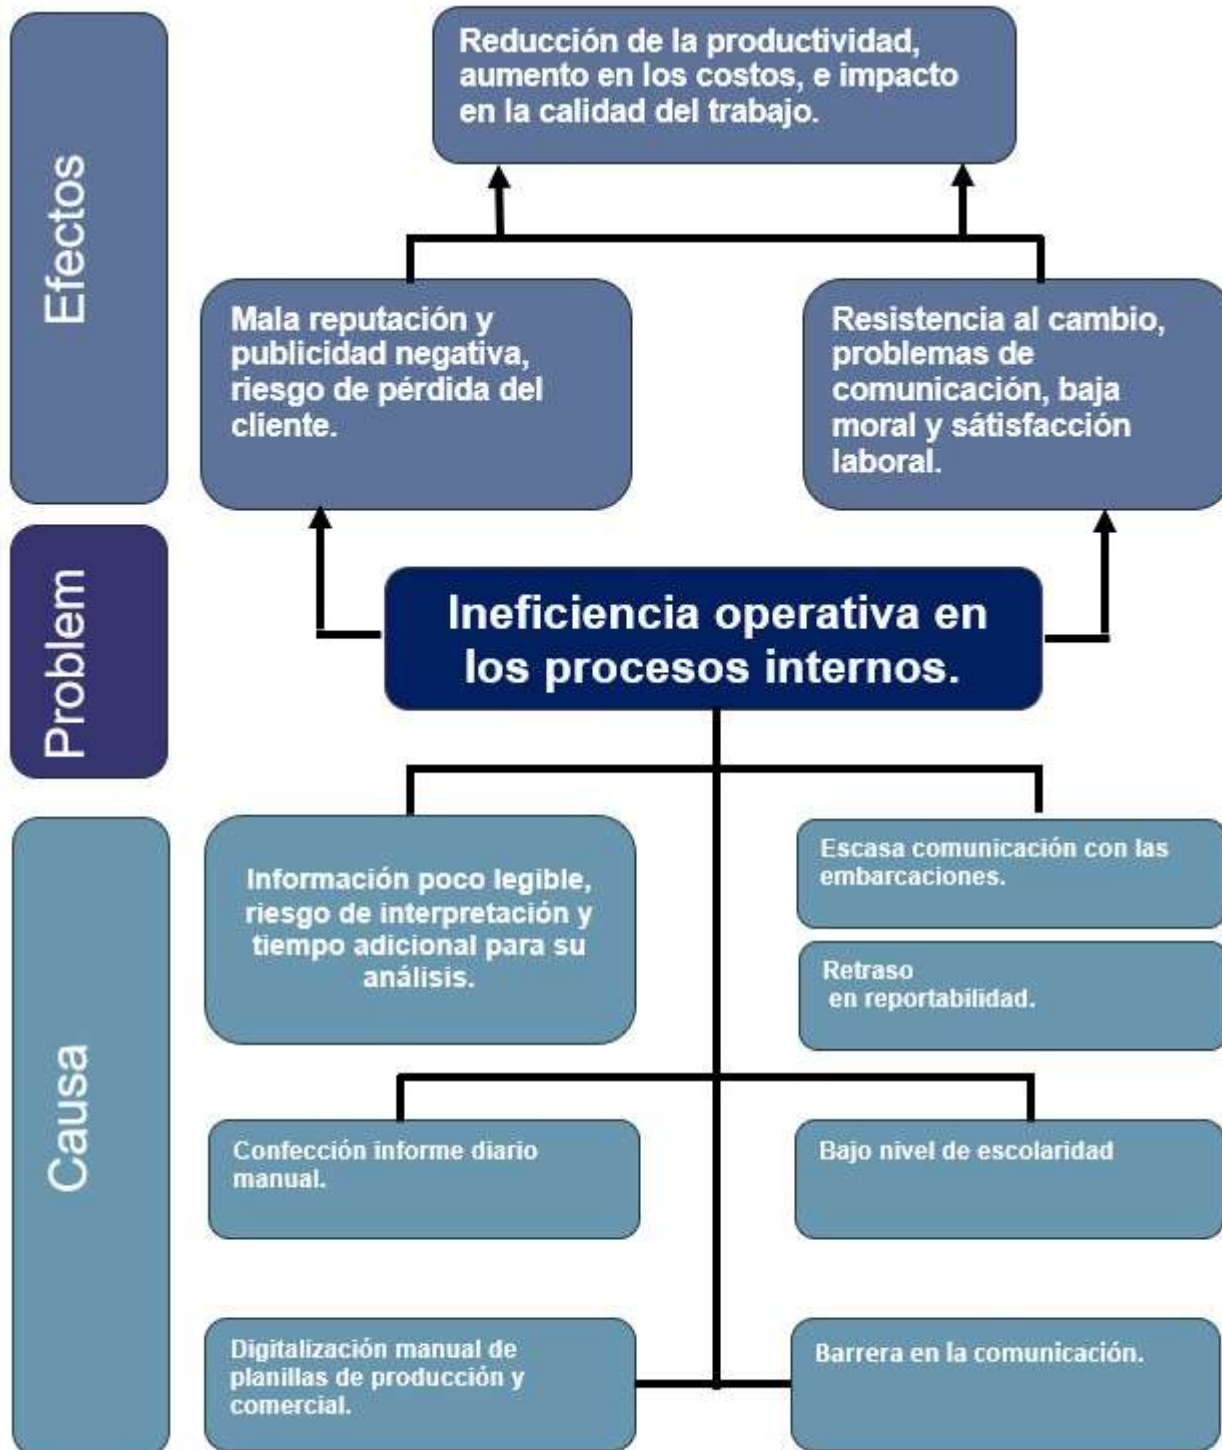 Efectos
Reducción de la productividad,
aumento en los costos, e impacto
en la calidad del trabajo.
Mala reputación y
publicidad negativa,
riesgo de pérdida del
cliente.
Resistencia al cambio,
problemas de
comunicación, baja
moral y sátisfacción
laboral.
Problem
Ineficiencia operativa en
los procesos internos.
Causa
Información poco legible,
riesgo de interpretación y
tiempo adicional para su
análisis.
Escasa comunicación con las
embarcaciones.
Retraso
en reportabilidad.
Confección informe diario
manual.
Bajo nivel de escolaridad
Digitalización manual de
planillas de producción y
comercial.
Barrera en la comunicación.